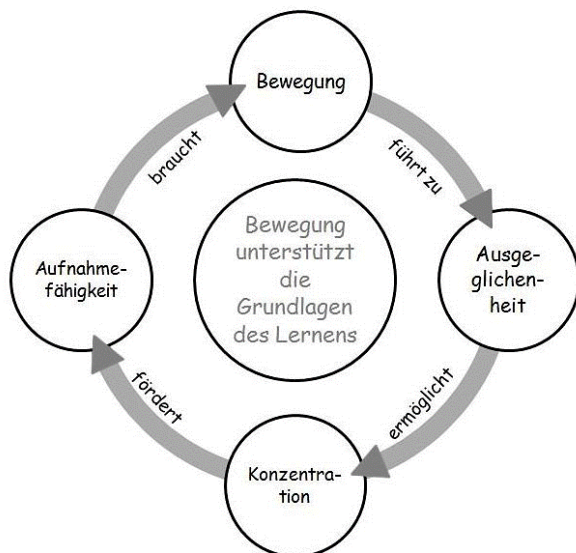 Bewegung
führt zu
Ausge-
glichen-
heit
ermöglicht
Konzentra-
tion
fördert
Aufnahme-
fähigkeit
braucht
Bewegung
unterstützt
die
Grundlagen
des Lernens